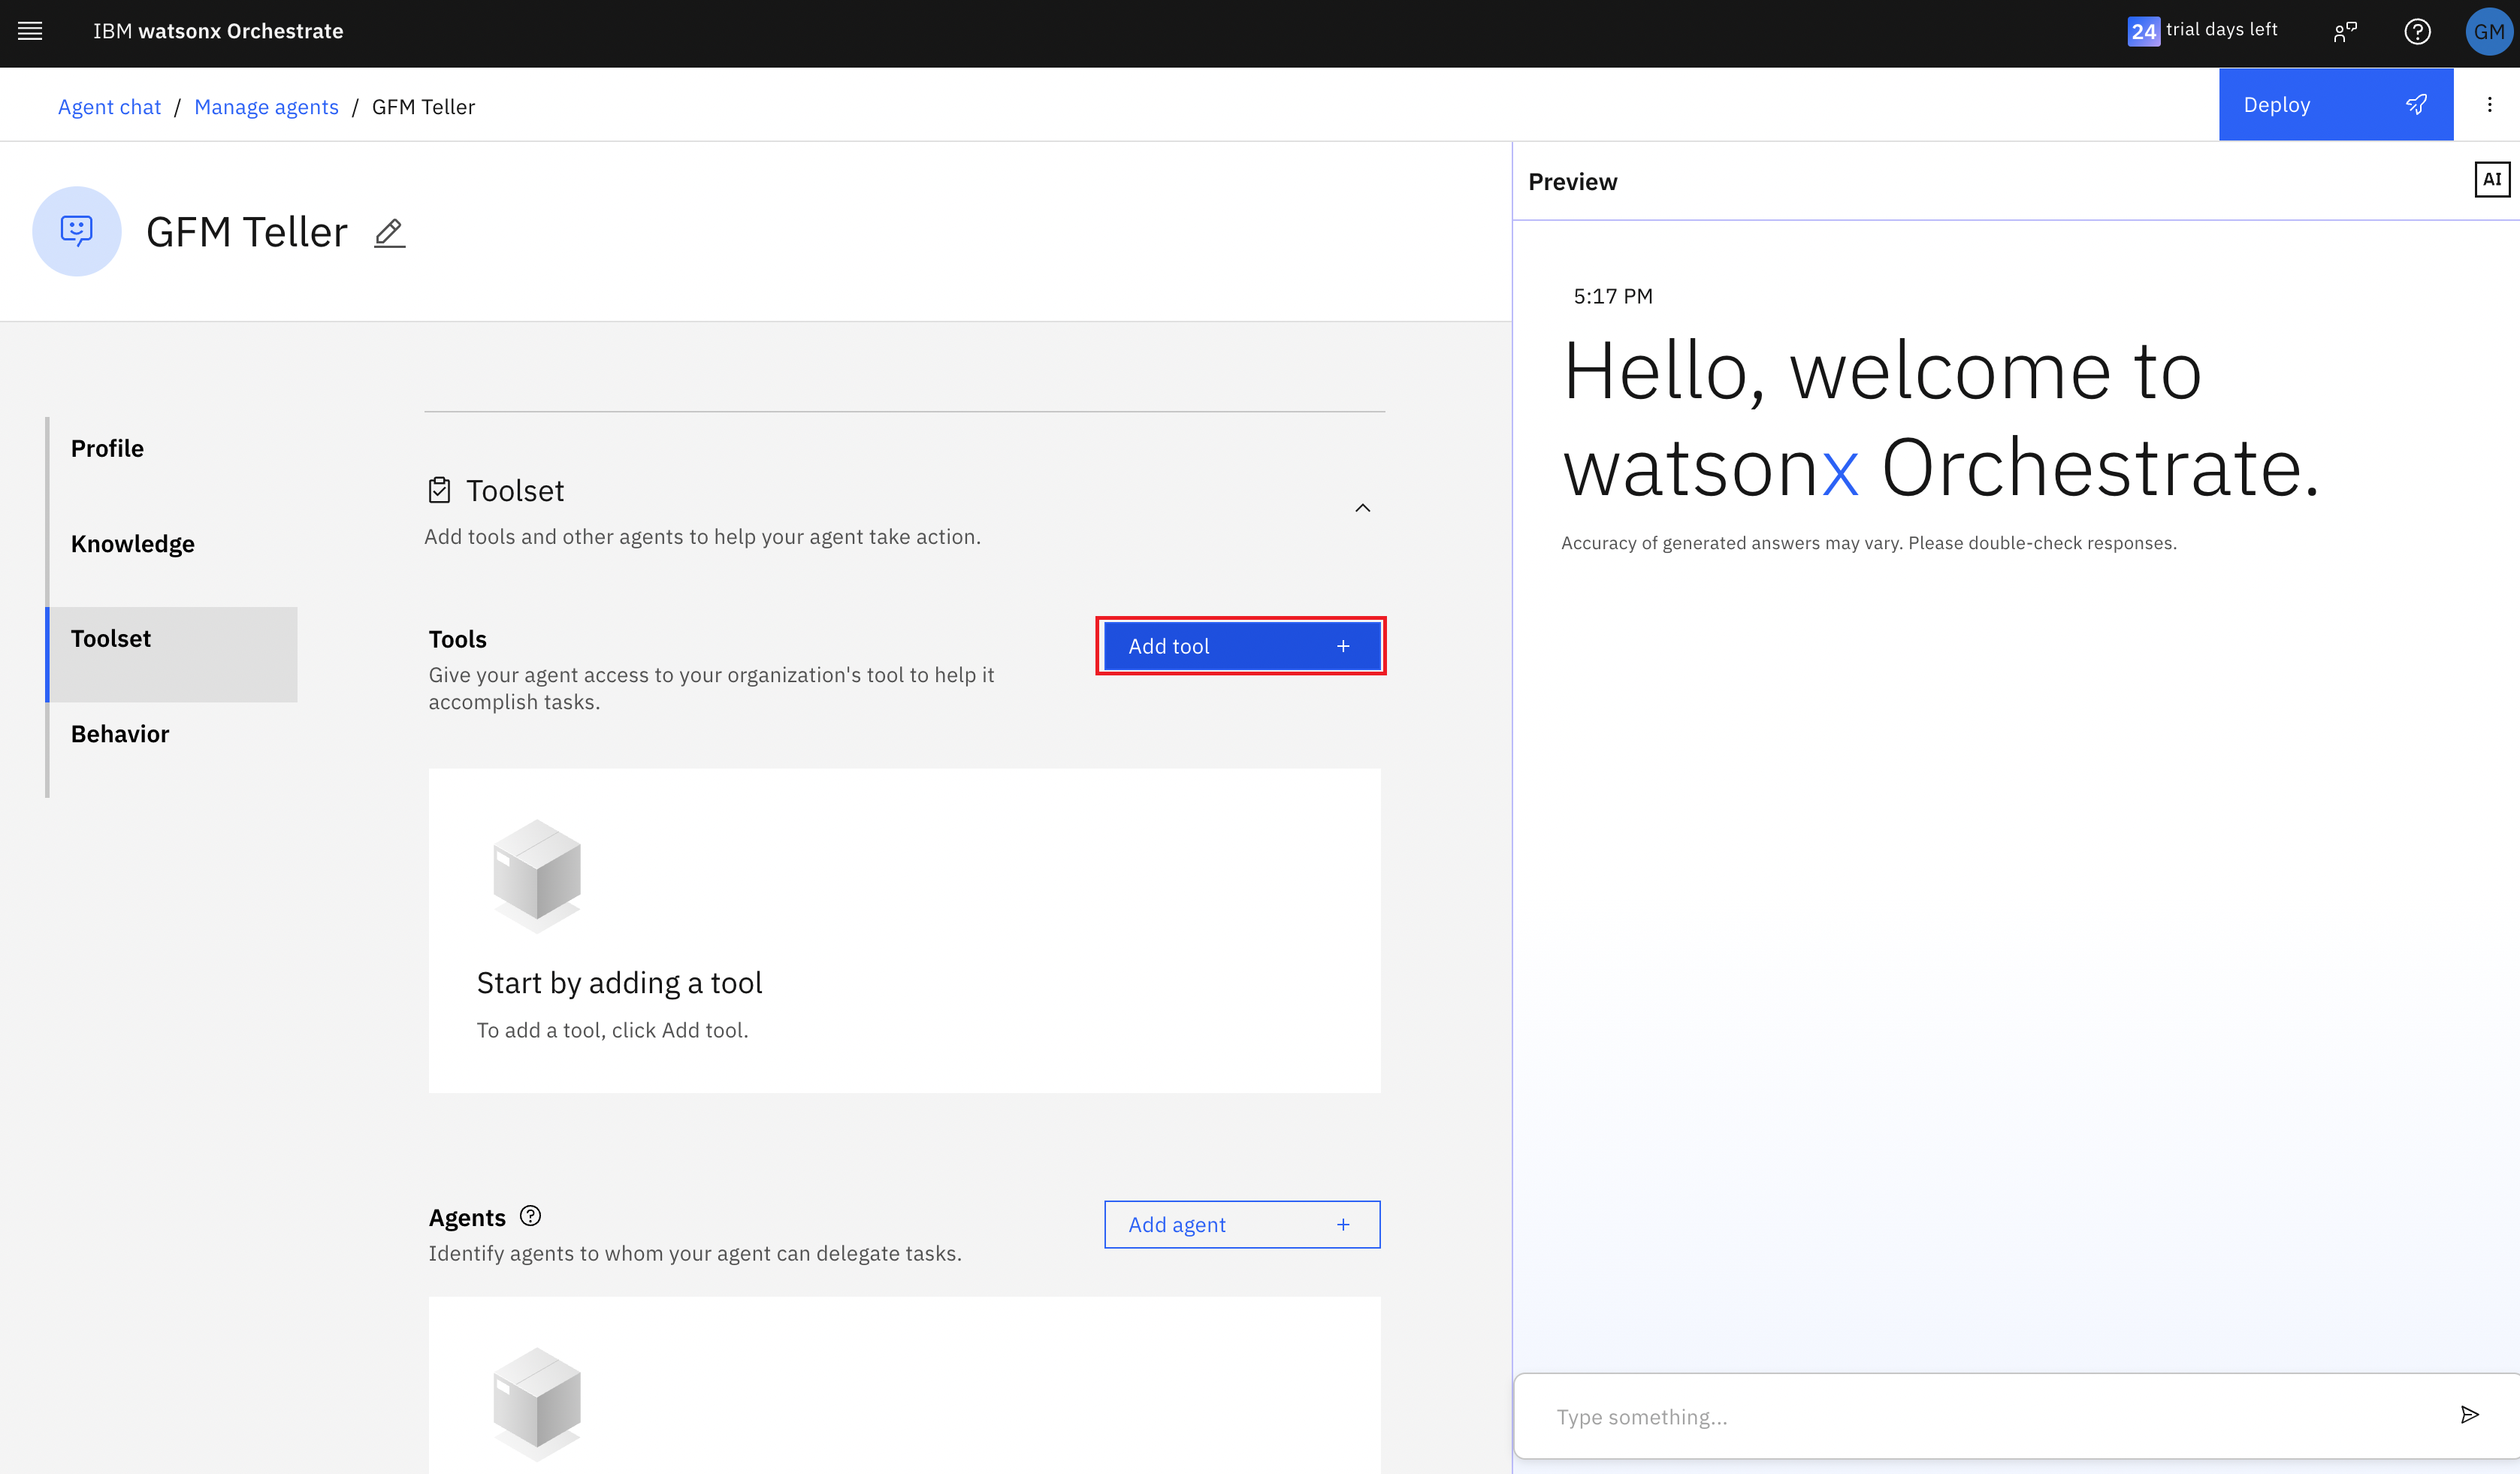 IBM watsonx Orchestrate
24 trial days left
GM
Agent chat / Manage agents / GFM Teller
Deploy
GFM Teller
Profile
Knowledge
Toolset
Behavior
Toolset
Add tools and other agents to help your agent take action.
Tools
Add tool
Give your agent access to your organization's tool to help it
accomplish tasks.
Start by adding a tool
To add a tool, click Add tool.
Agents
Add agent
Identify agents to whom your agent can delegate tasks.
Preview
AI
5:17 PM
Hello, welcome to
watsonx Orchestrate.
Accuracy of generated answers may vary. Please double-check responses.
Type something...